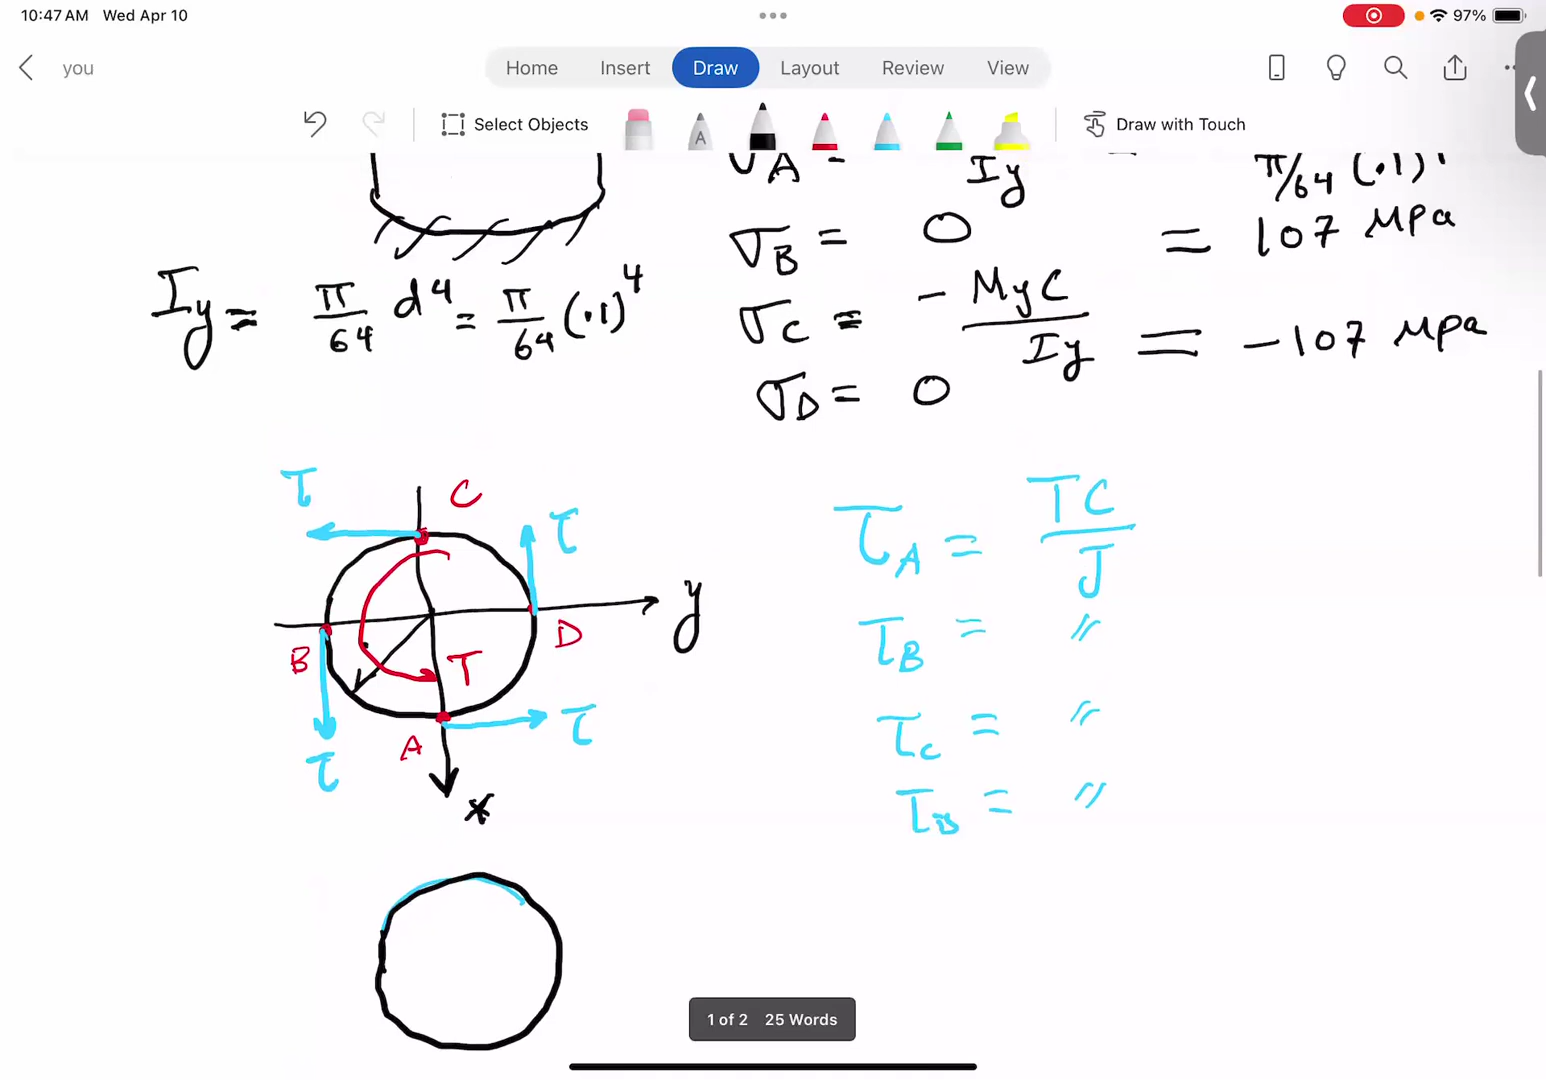 10:47 AM Wed Apr 10
97%
you
Home Insert Draw Layout Review View
Select Objects
A
Draw with Touch
σA = Iy = π/64 (.1)⁴
σB = 0 = 107 MPa
Iy = π/64 d⁴ = π/64 (.1)⁴
σC = - MyC / Iy = -107 MPa
σD = 0
τ C τ
y
B D
T
A τ
τ
x
τA = TC / J
τB = "
τC = "
τD = "
1 of 2 25 Words